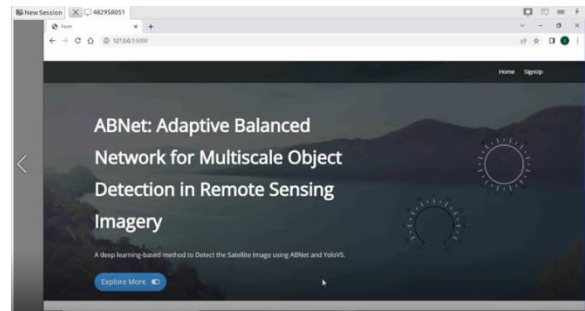 New Session 482958051
Form
127.0.0.1:5000
Home SignUp
ABNet: Adaptive Balanced
Network for Multiscale Object
Detection in Remote Sensing
Imagery
A deep learning-based method to Detect the Satellite Image using ABNet and YoloV5.
Explore More